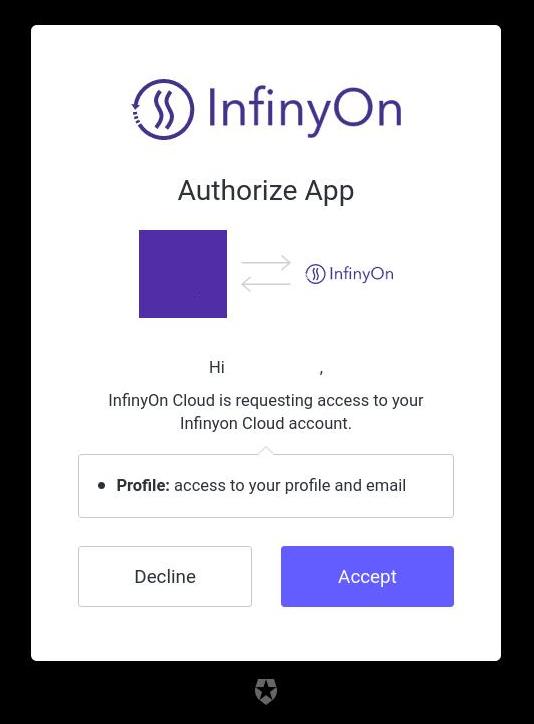 InfinyOn
Authorize App
InfinyOn
Hi ,
InfinyOn Cloud is requesting access to your
Infinyon Cloud account.
Profile: access to your profile and email
Decline Accept